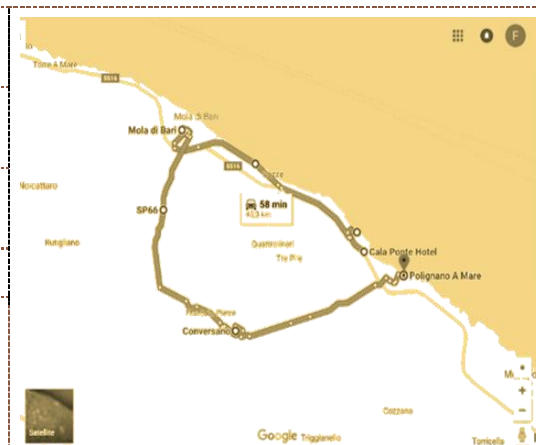 Torre A Mare
SS16
F
Mola di Bari
Mola di Bari
SS16
Noicattaro
58 min
SP66
Rutigliano
Cala Ponte Hotel
Tre Pile
Polignano A Mare
Conversano
Cozzana
Satellite
Google
Triggianello
Torricella